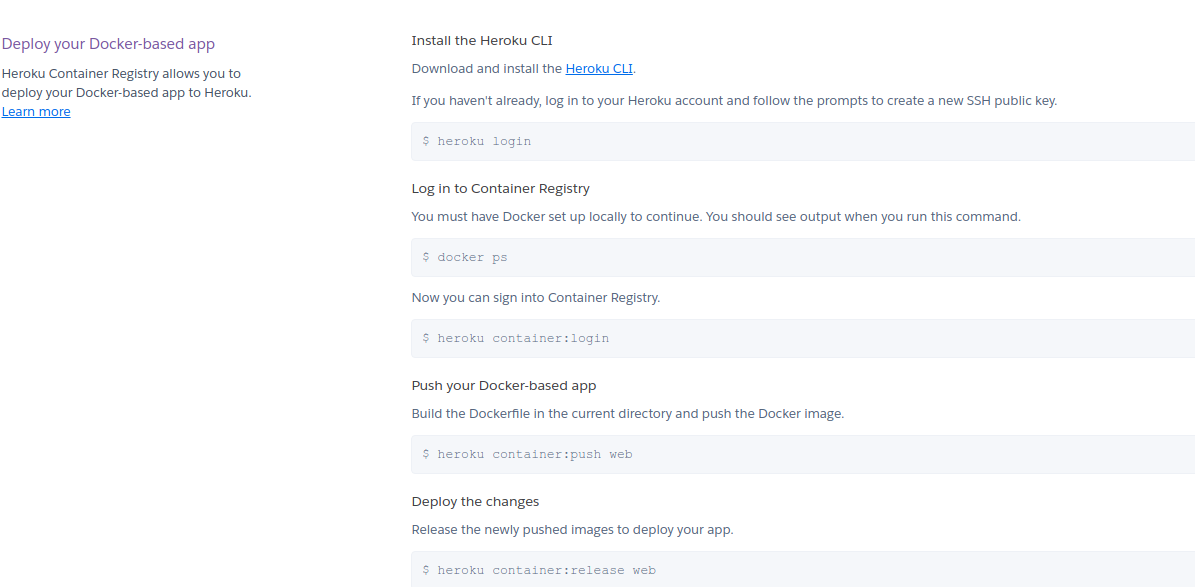 Deploy your Docker-based app
Heroku Container Registry allows you to
deploy your Docker-based app to Heroku.
Learn more
Install the Heroku CLI
Download and install the Heroku CLI.
If you haven't already, log in to your Heroku account and follow the prompts to create a new SSH public key.
$ heroku login
Log in to Container Registry
You must have Docker set up locally to continue. You should see output when you run this command.
$ docker ps
Now you can sign into Container Registry.
$ heroku container:login
Push your Docker-based app
Build the Dockerfile in the current directory and push the Docker image.
$ heroku container:push web
Deploy the changes
Release the newly pushed images to deploy your app.
$ heroku container:release web